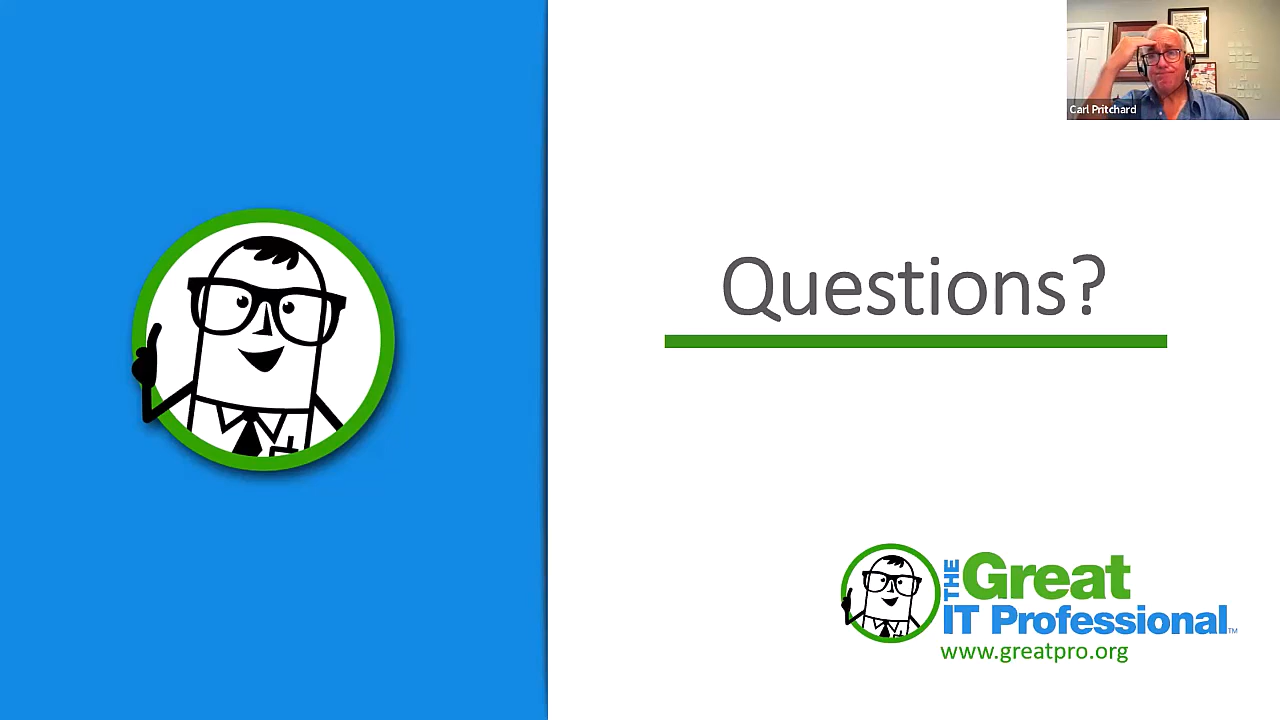 Carl Pritchard
Questions?
THE Great
IT Professional™
www.greatpro.org